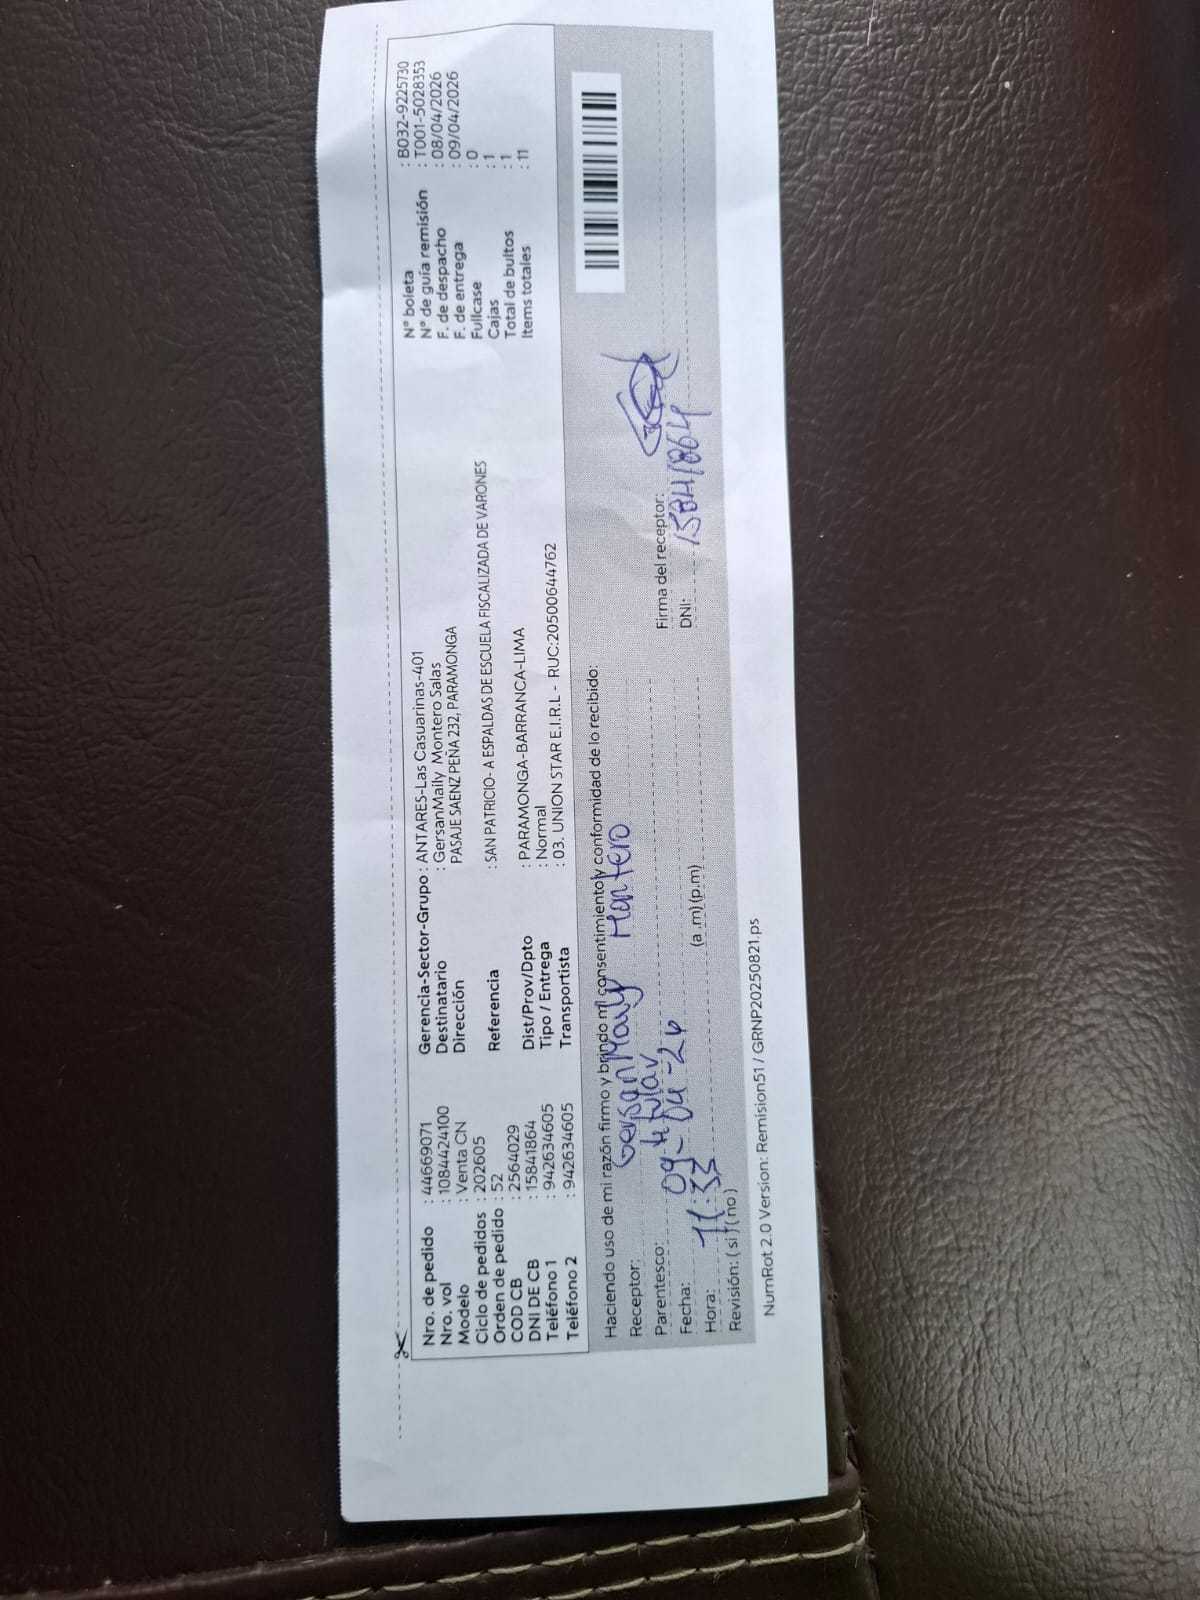 Nro. de pedido : 44669071
Nro. vol : 1084424100
Modelo : Venta CN
Ciclo de pedidos : 202605
Orden de pedido : 52
COD CB : 2564029
DNI DE CB : 15841864
Teléfono 1 : 942634605
Teléfono 2 : 942634605
Gerencia-Sector-Grupo : ANTARES-Las Casuarinas-401
Destinatario : GersanMaily Montero Salas
Dirección PASAJE SAENZ PEÑA 232, PARAMONGA
Referencia : SAN PATRICIO- A ESPALDAS DE ESCUELA FISCALIZADA DE VARONES
Dist/Prov/Dpto : PARAMONGA-BARRANCA-LIMA
Tipo / Entrega : Normal
Transportista : 03. UNION STAR E.I.R.L - RUC:20500644762
N° boleta : B032-9225730
N° de guía remisión : T001-5028353
F. de despacho : 08/04/2026
F. de entrega : 09/04/2026
Fullcase : 0
Cajas : 1
Total de bultos : 1
Items totales : 11
Haciendo uso de mi razón firmo y brindo mi consentimiento y conformidad de lo recibido:
Receptor: Gersan Maily Montero
Parentesco: titular
Fecha: 09-04-26
Hora: 11:33 (a .m) (p.m)
Revisión: ( si ) ( no )
Firma del receptor:
DNI: 15841864
NumRot 2.0 Version: Remision51 / GRNP20250821.ps